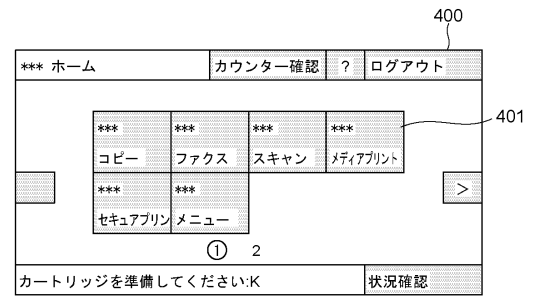 400
*** ホーム カウンター確認 ? ログアウト
401
*** *** *** ***
コピー ファクス スキャン メディアプリント
*** ***
セキュアプリン メニュー
>
① 2
カートリッジを準備してください:K 状況確認